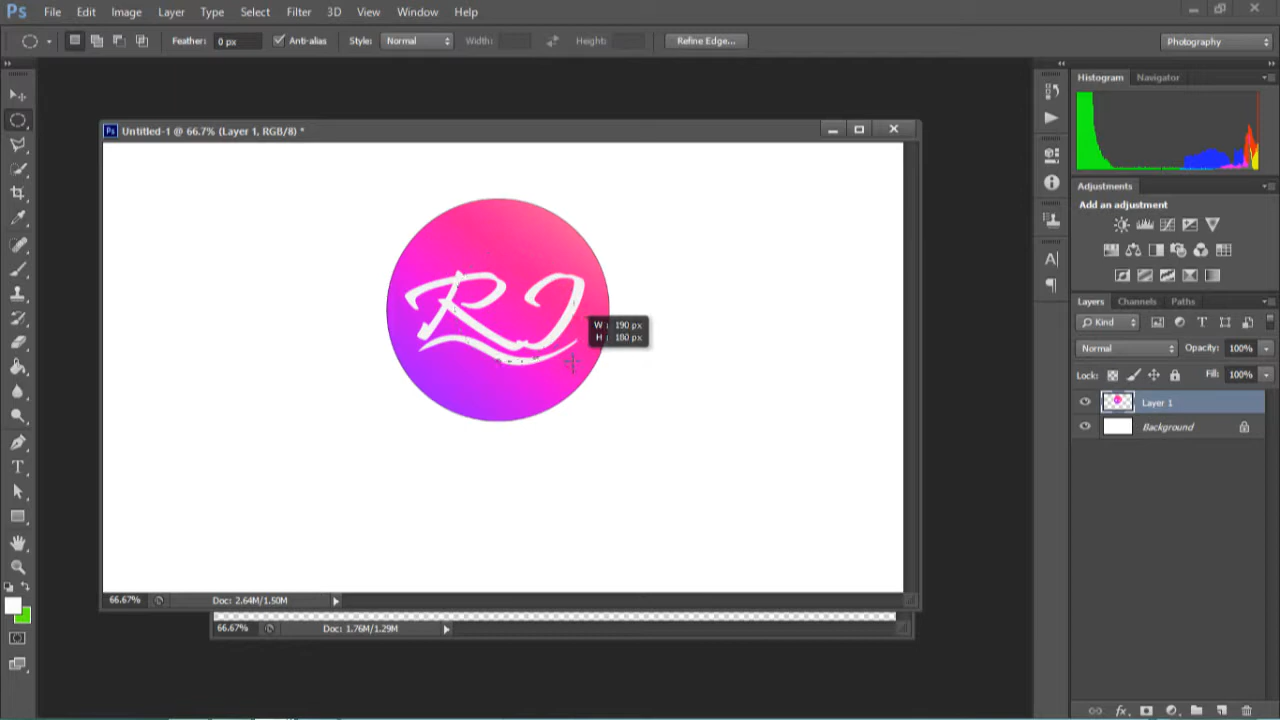 Ps File Edit Image Layer Type Select Filter 3D View Window Help
Feather: 0 px Anti-alias Style: Normal Width: Height: Refine Edge... Photography
Histogram Navigator
Ps Untitled-1 @ 66.7% (Layer 1, RGB/8) *
Adjustments
Add an adjustment
RJ
W: 190 px
H: 180 px
Layers Channels Paths
Kind
Normal Opacity: 100%
Lock: Fill: 100%
Layer 1
Background
66.67% Doc: 2.64M/1.50M
66.67% Doc: 1.76M/1.29M